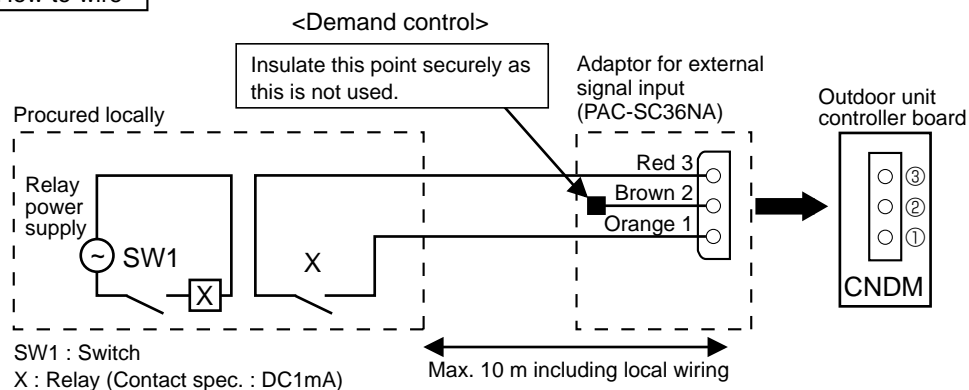 How to wire
<Demand control>
Insulate this point securely as
this is not used.
Adaptor for external
signal input
(PAC-SC36NA)
Outdoor unit
controller board
Procured locally
Relay
power
supply
~
SW1
X
X
Red 3
Brown 2
Orange 1
③
②
①
CNDM
SW1 : Switch
X : Relay (Contact spec. : DC1mA)
Max. 10 m including local wiring